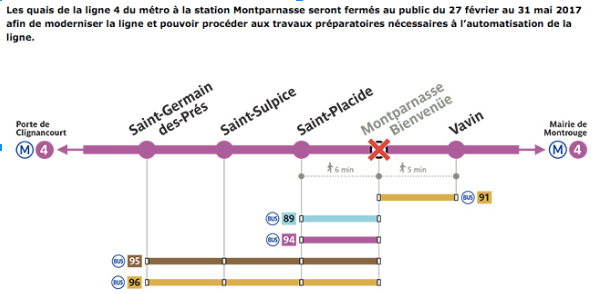 Les quais de la ligne 4 du métro à la station Montparnasse seront fermés au public du 27 février au 31 mai 2017
afin de moderniser la ligne et pouvoir procéder aux travaux préparatoires nécessaires à l'automatisation de la
ligne.
Porte de
Clignancourt
M 4
Saint-Germain
des-Prés
Saint-Sulpice
Saint-Placide
Montparnasse
Bienvenüe
Vavin
Mairie de
Montrouge
M 4
6 min
5 min
BUS 91
BUS 89
BUS 94
BUS 95
BUS 96